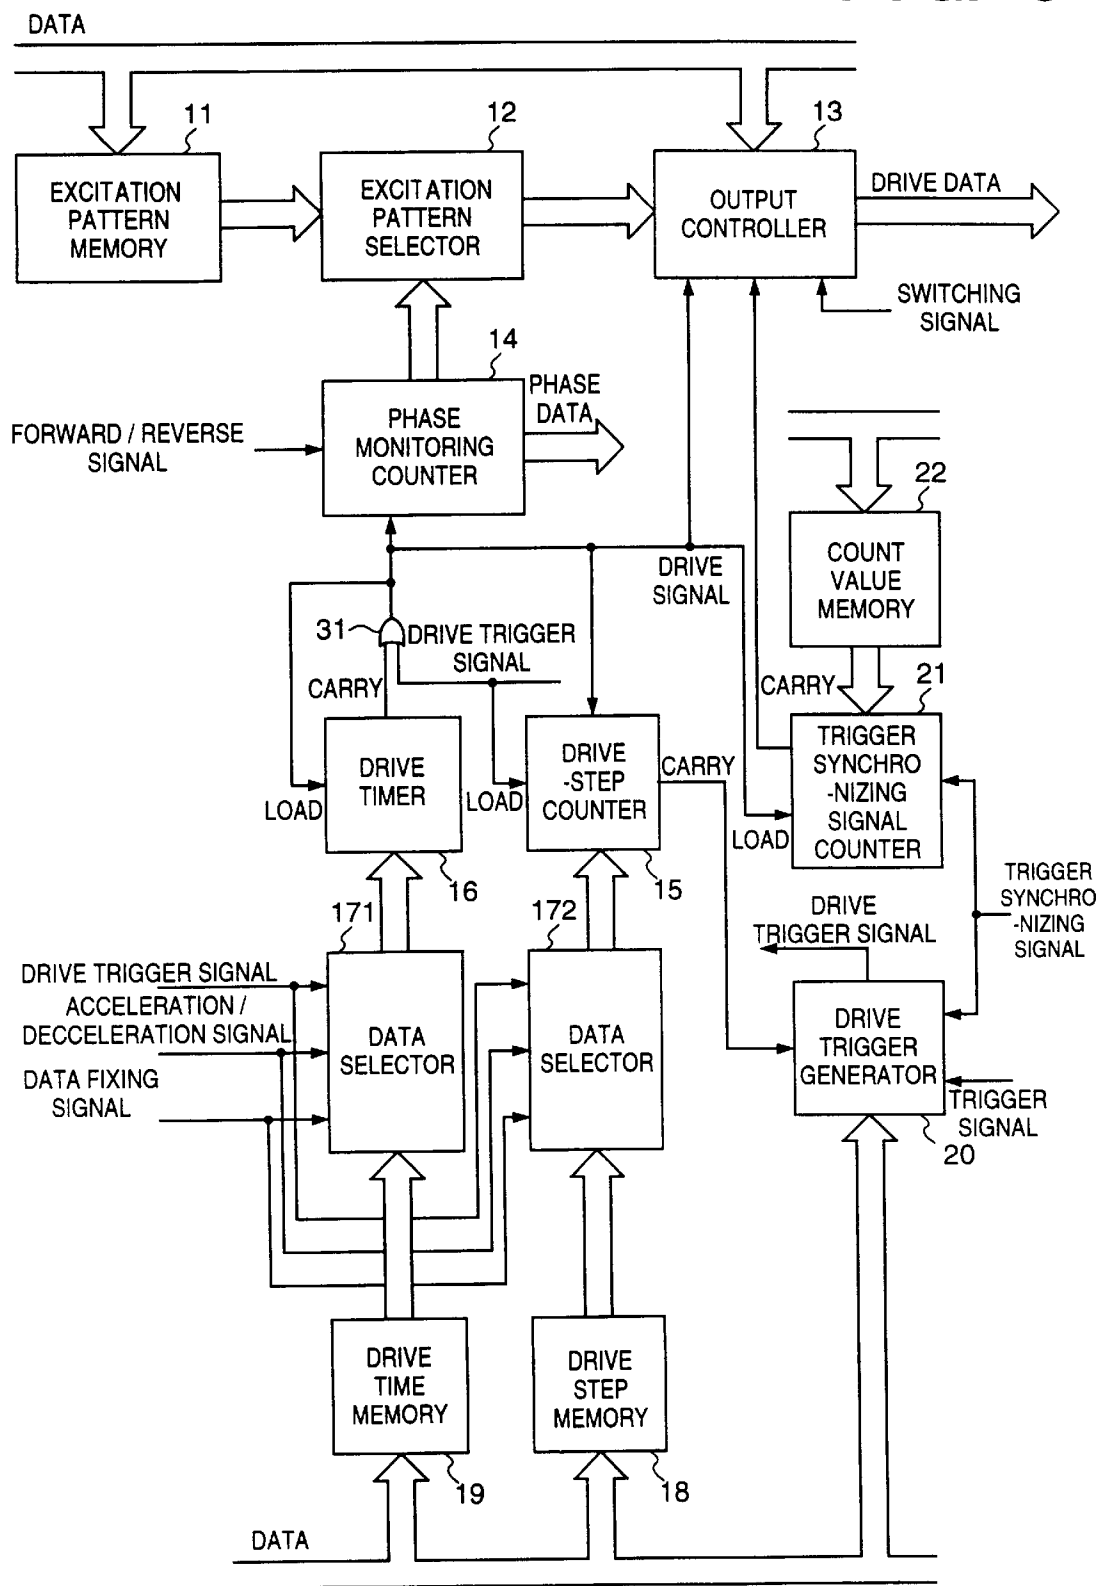 DATA
11
12
13
EXCITATION
PATTERN
MEMORY
EXCITATION
PATTERN
SELECTOR
OUTPUT
CONTROLLER
DRIVE DATA
SWITCHING
SIGNAL
14
PHASE
DATA
FORWARD / REVERSE
SIGNAL
PHASE
MONITORING
COUNTER
22
COUNT
VALUE
MEMORY
DRIVE
SIGNAL
31
DRIVE TRIGGER
SIGNAL
CARRY
CARRY
21
DRIVE
TIMER
LOAD
DRIVE
-STEP
COUNTER
LOAD
CARRY
TRIGGER
SYNCHRO
-NIZING
SIGNAL
COUNTER
LOAD
16
15
TRIGGER
SYNCHRO
-NIZING
SIGNAL
171
172
DRIVE
TRIGGER SIGNAL
DRIVE TRIGGER SIGNAL
ACCELERATION /
DECCELERATION SIGNAL
DATA FIXING
SIGNAL
DATA
SELECTOR
DATA
SELECTOR
DRIVE
TRIGGER
GENERATOR
TRIGGER
SIGNAL
20
DRIVE
TIME
MEMORY
DRIVE
STEP
MEMORY
19
18
DATA